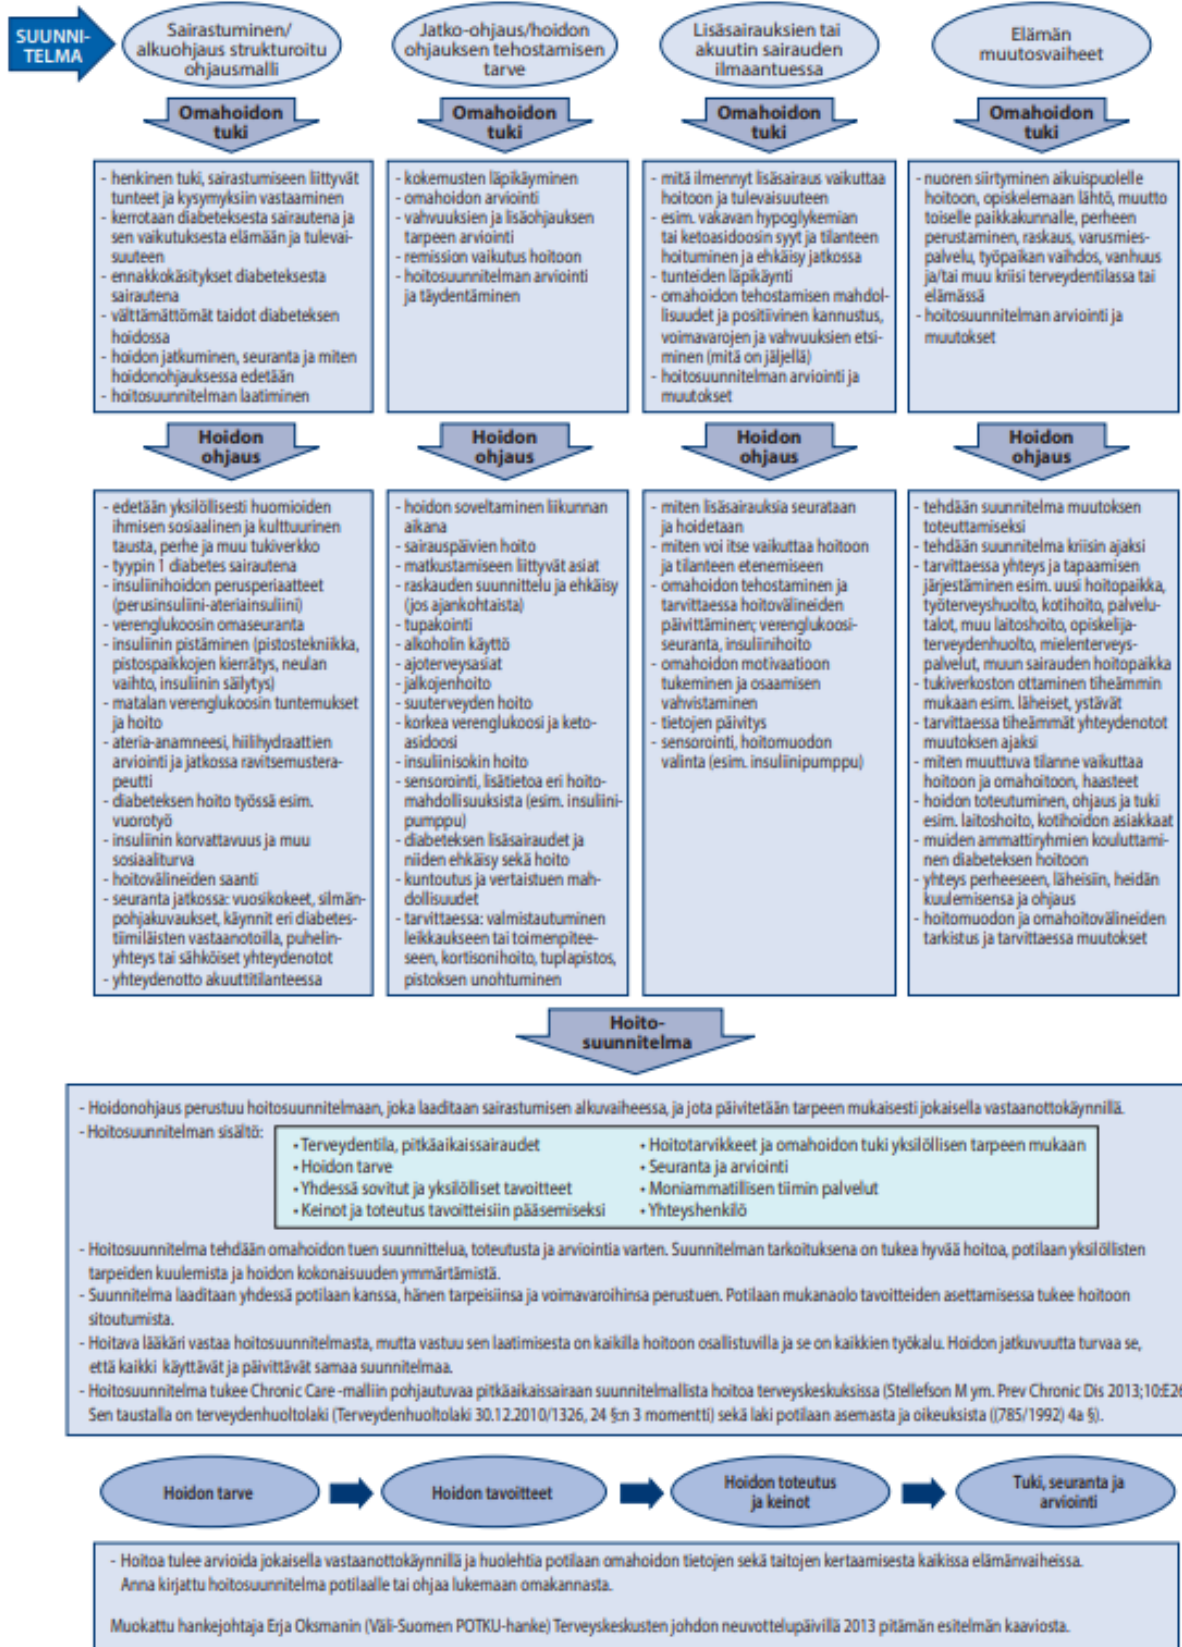 SUUNNI-
TELMA
Sairastuminen/
alkuohjaus strukturoitu
ohjausmalli
Jatko-ohjaus/hoidon
ohjauksen tehostamisen
tarve
Lisäsairauksien tai
akuutin sairauden
ilmaantuessa
Elämän
muutosvaiheet
Omahoidon
tuki
Omahoidon
tuki
Omahoidon
tuki
Omahoidon
tuki
- henkinen tuki, sairastumiseen liittyvät
tunteet ja kysymyksiin vastaaminen
- kerrotaan diabeteksesta sairautena ja
sen vaikutuksesta elämään ja tulevai-
suuteen
- ennakkokäsitykset diabeteksesta
sairautena
- välttämättömät taidot diabeteksen
hoidossa
- hoidon jatkuminen, seuranta ja miten
hoidonohjauksessa edetään
- hoitosuunnitelman laatiminen
- kokemusten läpikäyminen
- omahoidon arviointi
- vahvuuksien ja lisäohjauksen
tarpeen arviointi
- remission vaikutus hoitoon
- hoitosuunnitelman arviointi
ja täydentäminen
- mitä ilmennyt lisäsairaus vaikuttaa
hoitoon ja tulevaisuuteen
- esim. vakavan hypoglykemian
tai ketoasidoosin syyt ja tilanteen
hoituminen ja ehkäisy jatkossa
- tunteiden läpikäynti
- omahoidon tehostamisen mahdol-
lisuudet ja positiivinen kannustus,
voimavarojen ja vahvuuksien etsi-
minen (mitä on jäljellä)
- hoitosuunnitelman arviointi ja
muutokset
- nuoren siirtyminen aikuispuolelle
hoitoon, opiskelemaan lähtö, muutto
toiselle paikkakunnalle, perheen
perustaminen, raskaus, varusmies-
palvelu, työpaikan vaihdos, vanhuus
ja/tai muu kriisi terveydentilassa tai
elämässä
- hoitosuunnitelman arviointi ja
muutokset
Hoidon
ohjaus
Hoidon
ohjaus
Hoidon
ohjaus
Hoidon
ohjaus
- edetään yksilöllisesti huomioiden
ihmisen sosiaalinen ja kulttuurinen
tausta, perhe ja muu tukiverkko
- tyypin 1 diabetes sairautena
- insuliinihoidon perusperiaatteet
(perusinsuliini-ateriainsuliini)
- verenglukoosin omaseuranta
- insuliinin pistäminen (pistostekniikka,
pistospaikkojen kierrätys, neulan
vaihto, insuliinin säilytys)
- matalan verenglukoosin tuntemukset
ja hoito
- ateria-anamneesi, hiilihydraattien
arviointi ja jatkossa ravitsemustera-
peutti
- diabeteksen hoito työssä esim.
vuorotyö
- insuliinin korvattavuus ja muu
sosiaaliturva
- hoitovälineiden saanti
- seuranta jatkossa: vuosikokeet, silmän-
pohjakuvaukset, käynnit eri diabetes-
tiimiläisten vastaanotoilla, puhelin-
yhteys tai sähköiset yhteydenotot
- yhteydenotto akuuttitilanteessa
- hoidon soveltaminen liikunnan
aikana
- sairauspäivien hoito
- matkustamiseen liittyvät asiat
- raskauden suunnittelu ja ehkäisy
(jos ajankohtaista)
- tupakointi
- alkoholin käyttö
- ajoterveysasiat
- jalkojenhoito
- suuterveyden hoito
- korkea verenglukoosi ja keto-
asidoosi
- insuliinisokin hoito
- sensorointi, lisätietoa eri hoito-
mahdollisuuksista (esim. insuliini-
pumppu)
- diabeteksen lisäsairaudet ja
niiden ehkäisy sekä hoito
- kuntoutus ja vertaistuen mah-
dollisuudet
- tarvittaessa: valmistautuminen
leikkaukseen tai toimenpitee-
seen, kortisonihoito, tuplapistos,
pistoksen unohtuminen
- miten lisäsairauksia seurataan
ja hoidetaan
- miten voi itse vaikuttaa hoitoon
ja tilanteen etenemiseen
- omahoidon tehostaminen ja
tarvittaessa hoitovälineiden
päivittäminen; verenglukoosi-
seuranta, insuliinihoito
- omahoidon motivaatioon
tukeminen ja osaamisen
vahvistaminen
- tietojen päivitys
- sensorointi, hoitomuodon
valinta (esim. insuliinipumppu)
- tehdään suunnitelma muutoksen
toteuttamiseksi
- tehdään suunnitelma kriisin ajaksi
- tarvittaessa yhteys ja tapaamisen
järjestäminen esim. uusi hoitopaikka,
työterveyshuolto, kotihoito, palvelu-
talot, muu laitoshoito, opiskelija-
terveydenhuolto, mielenterveys-
palvelut, muun sairauden hoitopaikka
- tukiverkoston ottaminen tiheämmin
mukaan esim. läheiset, ystävät
- tarvittaessa tiheämmät yhteydenotot
muutoksen ajaksi
- miten muuttuva tilanne vaikuttaa
hoitoon ja omahoitoon, haasteet
- hoidon toteutuminen, ohjaus ja tuki
esim. laitoshoito, kotihoidon asiakkaat
- muiden ammattiryhmien kouluttami-
nen diabeteksen hoitoon
- yhteys perheeseen, läheisiin, heidän
kuulemisensa ja ohjaus
- hoitomuodon ja omahoitovälineiden
tarkistus ja tarvittaessa muutokset
Hoito-
suunnitelma
- Hoidonohjaus perustuu hoitosuunnitelmaan, joka laaditaan sairastumisen alkuvaiheessa, ja jota päivitetään tarpeen mukaisesti jokaisella vastaanottokäynnillä.
- Hoitosuunnitelman sisältö:
• Terveydentila, pitkäaikaissairaudet
• Hoidon tarve
• Yhdessä sovitut ja yksilölliset tavoitteet
• Keinot ja toteutus tavoitteisiin pääsemiseksi
• Hoitotarvikkeet ja omahoidon tuki yksilöllisen tarpeen mukaan
• Seuranta ja arviointi
• Moniammatillisen tiimin palvelut
• Yhteyshenkilö
- Hoitosuunnitelma tehdään omahoidon tuen suunnittelua, toteutusta ja arviointia varten. Suunnitelman tarkoituksena on tukea hyvää hoitoa, potilaan yksilöllisten
tarpeiden kuulemista ja hoidon kokonaisuuden ymmärtämistä.
- Suunnitelma laaditaan yhdessä potilaan kanssa, hänen tarpeisiinsa ja voimavaroihinsa perustuen. Potilaan mukanaolo tavoitteiden asettamisessa tukee hoitoon
sitoutumista.
- Hoitava lääkäri vastaa hoitosuunnitelmasta, mutta vastuu sen laatimisesta on kaikilla hoitoon osallistuvilla ja se on kaikkien työkalu. Hoidon jatkuvuutta turvaa se,
että kaikki käyttävät ja päivittävät samaa suunnitelmaa.
- Hoitosuunnitelma tukee Chronic Care -malliin pohjautuvaa pitkäaikaissairaan suunnitelmallista hoitoa terveyskeskuksissa (Stellefson M ym. Prev Chronic Dis 2013;10:E26
Sen taustalla on terveydenhuoltolaki (Terveydenhuoltolaki 30.12.2010/1326, 24 §:n 3 momentti) sekä laki potilaan asemasta ja oikeuksista ((785/1992) 4a §).
Hoidon tarve
Hoidon tavoitteet
Hoidon toteutus
ja keinot
Tuki, seuranta ja
arviointi
- Hoitoa tulee arvioida jokaisella vastaanottokäynnillä ja huolehtia potilaan omahoidon tietojen sekä taitojen kertaamisesta kaikissa elämänvaiheissa.
Anna kirjattu hoitosuunnitelma potilaalle tai ohjaa lukemaan omakannasta.
Muokattu hankejohtaja Erja Oksmanin (Väli-Suomen POTKU-hanke) Terveyskeskusten johdon neuvottelupäivillä 2013 pitämän esitelmän kaaviosta.